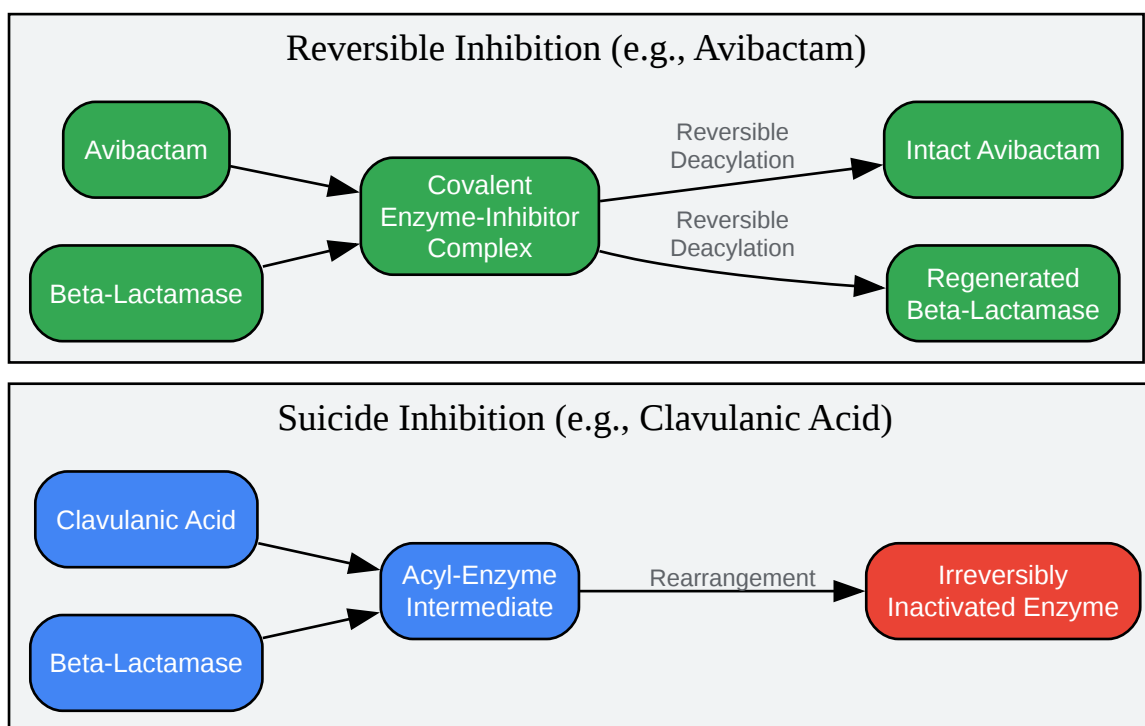 Reversible Inhibition (e.g., Avibactam)
Avibactam
Beta-Lactamase
Covalent
Enzyme-Inhibitor
Complex
Reversible
Deacylation
Reversible
Deacylation
Intact Avibactam
Regenerated
Beta-Lactamase
Suicide Inhibition (e.g., Clavulanic Acid)
Clavulanic Acid
Beta-Lactamase
Acyl-Enzyme
Intermediate
Rearrangement
Irreversibly
Inactivated Enzyme